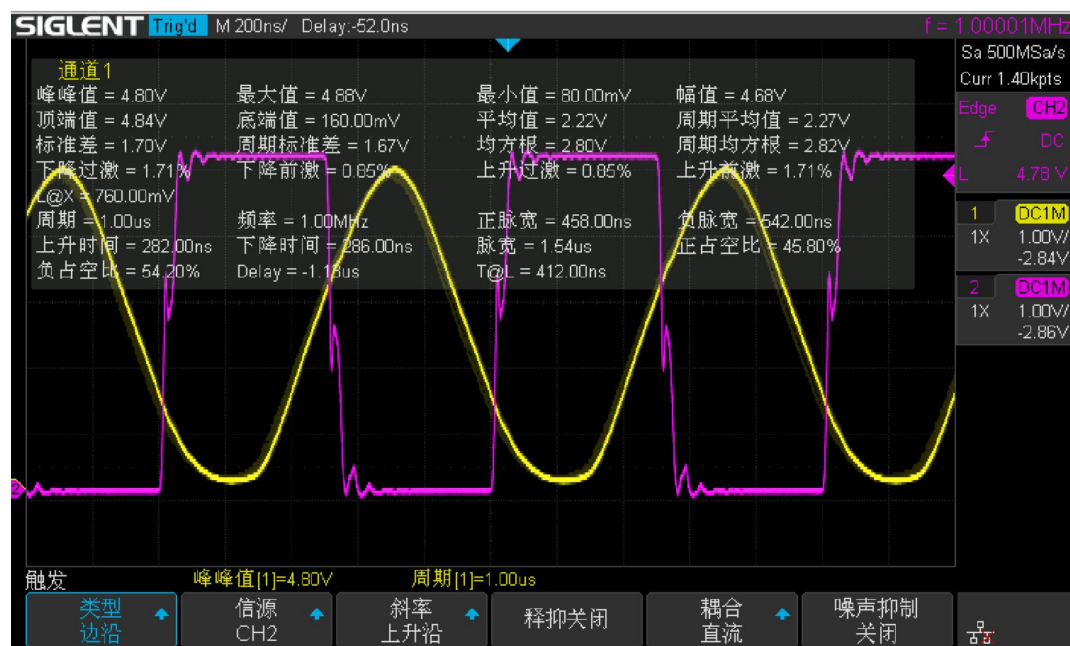 SIGLENT Trig'd M 200ns/ Delay:-52.0ns f = 1.00001MHz
Sa 500MSa/s
Curr 1.40kpts
通道1
峰峰值 = 4.80V 最大值 = 4.88V 最小值 = 80.00mV 幅值 = 4.68V
顶端值 = 4.84V 底端值 = 160.00mV 平均值 = 2.22V 周期平均值 = 2.27V
标准差 = 1.70V 周期标准差 = 1.67V 均方根 = 2.80V 周期均方根 = 2.82V
下降过激 = 1.71% 下降前激 = 0.85% 上升过激 = 0.85% 上升前激 = 1.71%
L@X = 760.00mV
周期 = 1.00us 频率 = 1.00MHz 正脉宽 = 458.00ns 负脉宽 = 542.00ns
上升时间 = 282.00ns 下降时间 = 286.00ns 脉宽 = 1.54us 正占空比 = 45.80%
负占空比 = 54.20% Delay = -1.18us T@L = 412.00ns
Edge CH2
DC
L 4.78 V
1 DC1M
1X 1.00V/
-2.84V
2 DC1M
1X 1.00V/
-2.86V
2
触发 峰峰值[1]=4.80V 周期[1]=1.00us
类型 信源 斜率 释抑关闭 耦合 噪声抑制
边沿 CH2 上升沿 直流 关闭